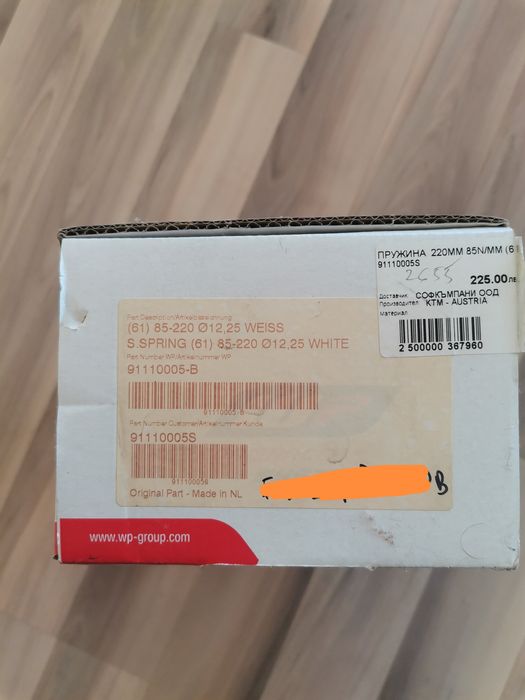 ПРУЖИНА 220MM 85N/MM (61
91110005S
2655
225.00лв
Доставчик: СОФКЪМПАНИ ООД
Производител: KTM - AUSTRIA
Материал:
2 500000 367960
Part Description/Artikelbezeichnung
(61) 85-220 Ø12,25 WEISS
S.SPRING (61) 85-220 Ø12,25 WHITE
Part Number WP/Artikelnummer WP
91110005-B
91110005-B
Part Number Customer/Artikelnummer Kunde
91110005S
91110005S
Original Part - Made in NL
B
www.wp-group.com